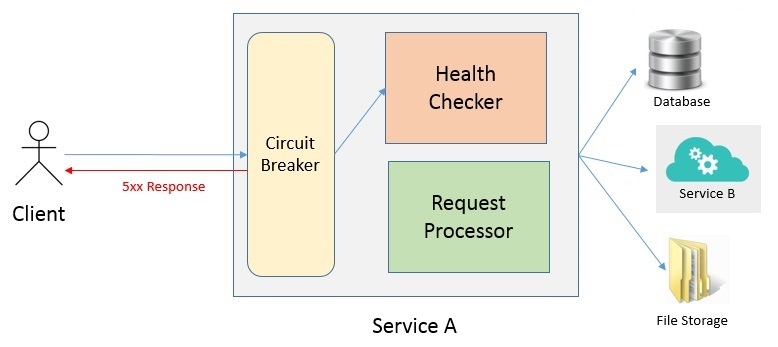 Health
Checker
Database
Circuit
Breaker
5xx Response
Client
Service B
Request
Processor
File Storage
Service A